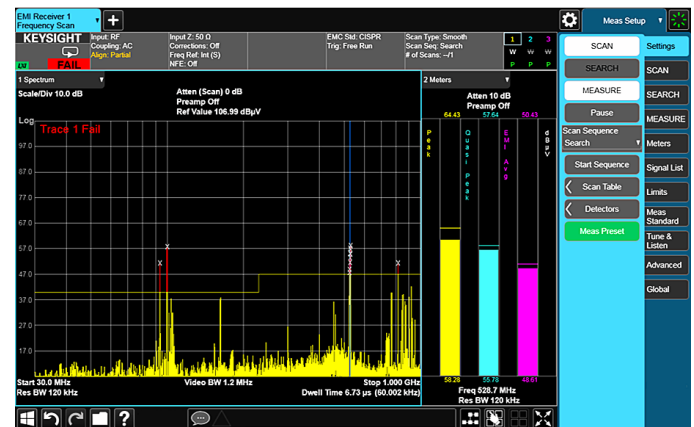 EMI Receiver 1
Frequency Scan
Meas Setup
KEYSIGHT
LXI
FAIL
Input: RF
Coupling: AC
Align: Partial
Input Z: 50 Ω
Corrections: Off
Freq Ref: Int (S)
NFE: Off
EMC Std: CISPR
Trig: Free Run
Scan Type: Smooth
Scan Seq: Search
# of Scans: --/1
1 2 3
W W W
P P P
1 Spectrum
Scale/Div 10.0 dB
Atten (Scan) 0 dB
Preamp Off
Ref Value 106.99 dBµV
Log
Trace 1 Fail
97.0
87.0
77.0
67.0
57.0
47.0
37.0
27.0
17.0
Start 30.0 MHz
Res BW 120 kHz
Video BW 1.2 MHz
Stop 1.000 GHz
Dwell Time 6.73 µs (60.002 kHz)
2 Meters
Atten 10 dB
Preamp Off
64.43 57.64 50.43
Peak
Quasi Peak
EMI Avg
dBµV
58.28 55.78 48.61
Freq 528.7 MHz
Res BW 120 kHz
SCAN
SEARCH
MEASURE
Pause
Scan Sequence
Search
Start Sequence
Scan Table
Detectors
Meas Preset
Settings
SCAN
SEARCH
MEASURE
Meters
Signal List
Limits
Meas
Standard
Tune &
Listen
Advanced
Global
?